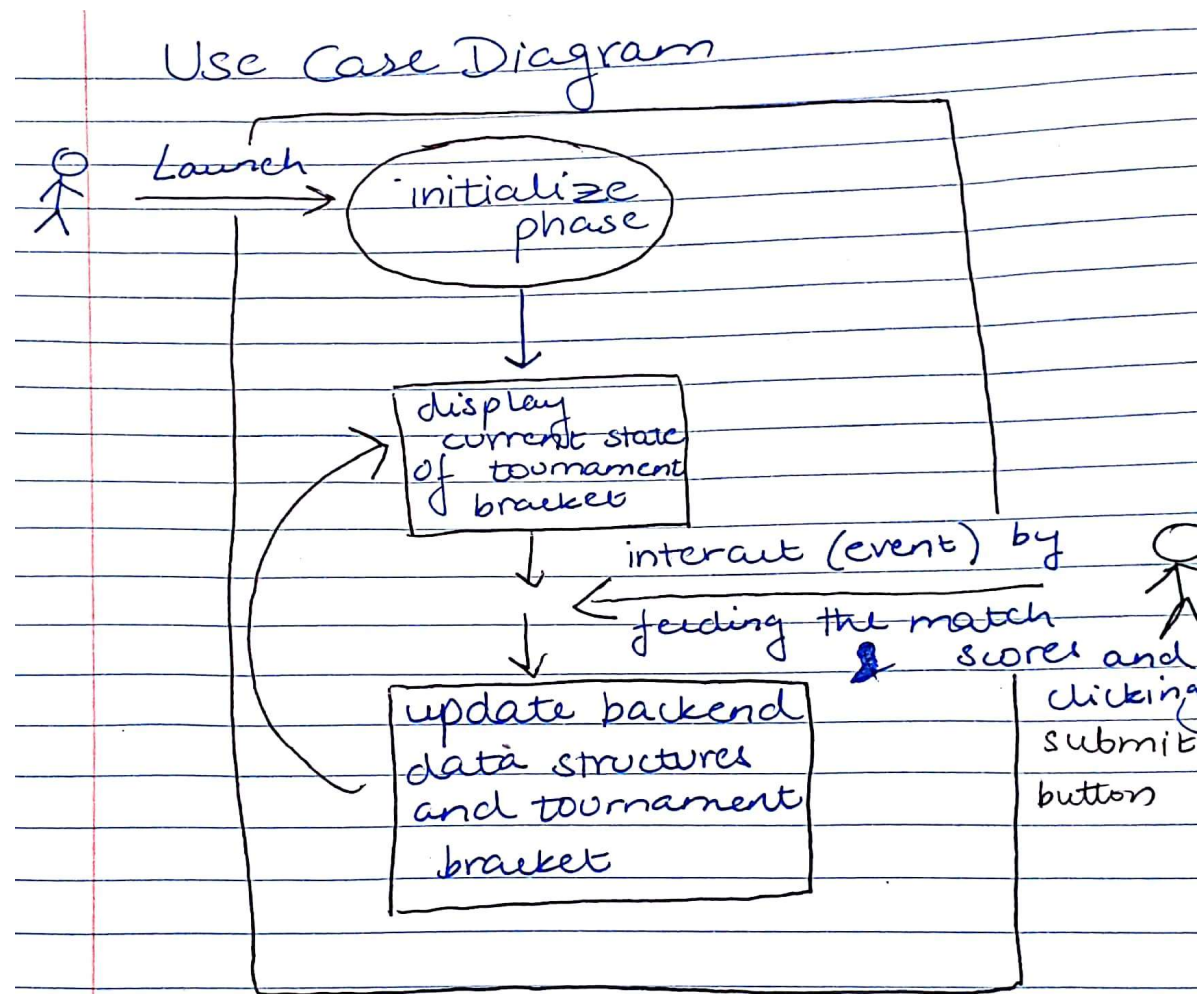 Use Case Diagram
Launch
initialize
phase
display
current state
of tournament
bracket
interact (event) by
feeding the match
scores and
clicking
submit
button
update backend
data structures
and tournament
bracket